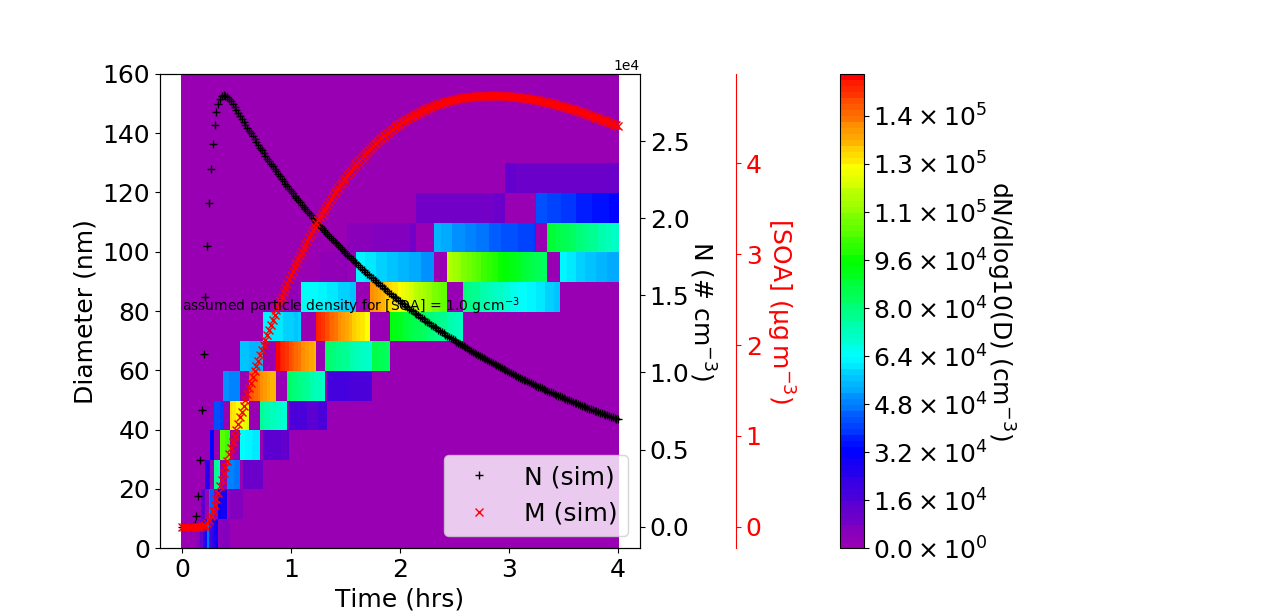 1e4
160
140
120
100
80
60
40
20
0
Diameter (nm)
0
1
2
3
4
Time (hrs)
assumed particle density for [SOA] = 1.0 g cm⁻³
N (sim)
M (sim)
2.5
2.0
1.5
1.0
0.5
0.0
N (# cm⁻³)
4
3
2
1
0
[SOA] (µg m⁻³)
1.4 × 10⁵
1.3 × 10⁵
1.1 × 10⁵
9.6 × 10⁴
8.0 × 10⁴
6.4 × 10⁴
4.8 × 10⁴
3.2 × 10⁴
1.6 × 10⁴
0.0 × 10⁰
dN/dlog10(D) (cm⁻³)